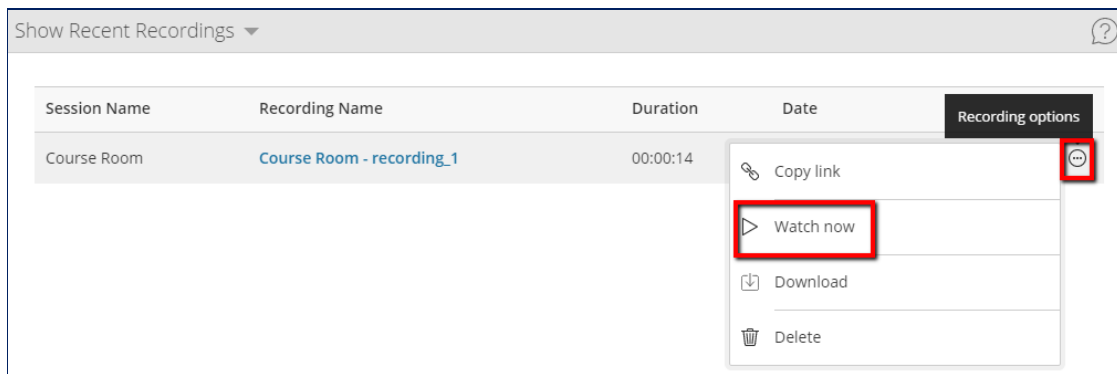 Show Recent Recordings
Session Name Recording Name Duration Date
Recording options
Course Room Course Room - recording_1 00:00:14
Copy link
Watch now
Download
Delete